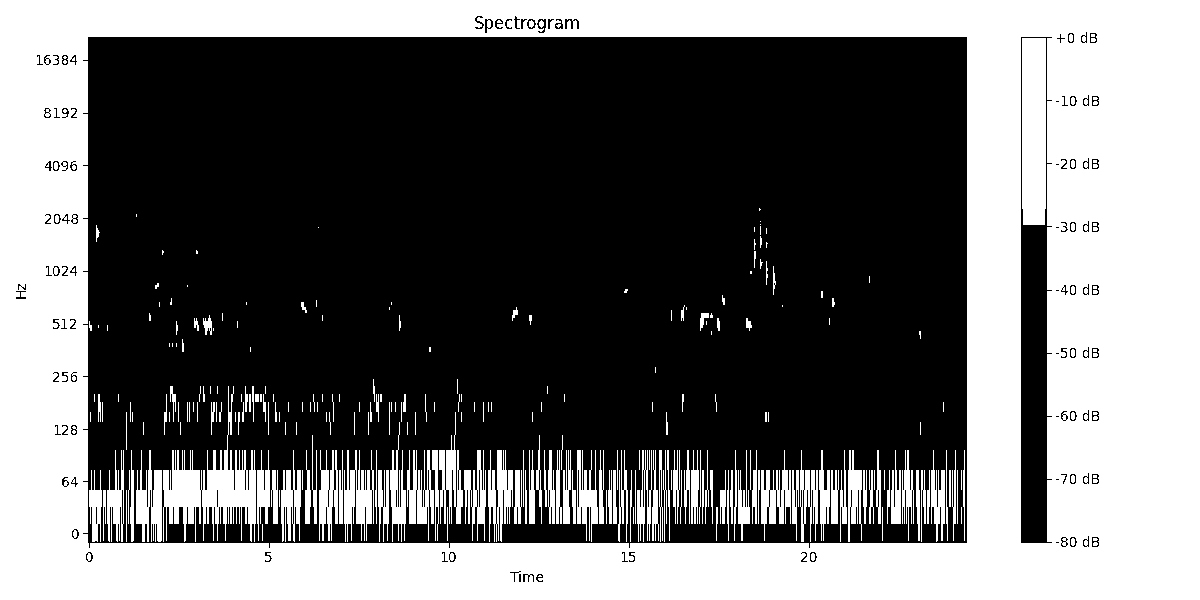 Spectrogram
16384
8192
4096
2048
1024
512
256
128
64
0
Hz
0
5
10
15
20
Time
+0 dB
-10 dB
-20 dB
-30 dB
-40 dB
-50 dB
-60 dB
-70 dB
-80 dB